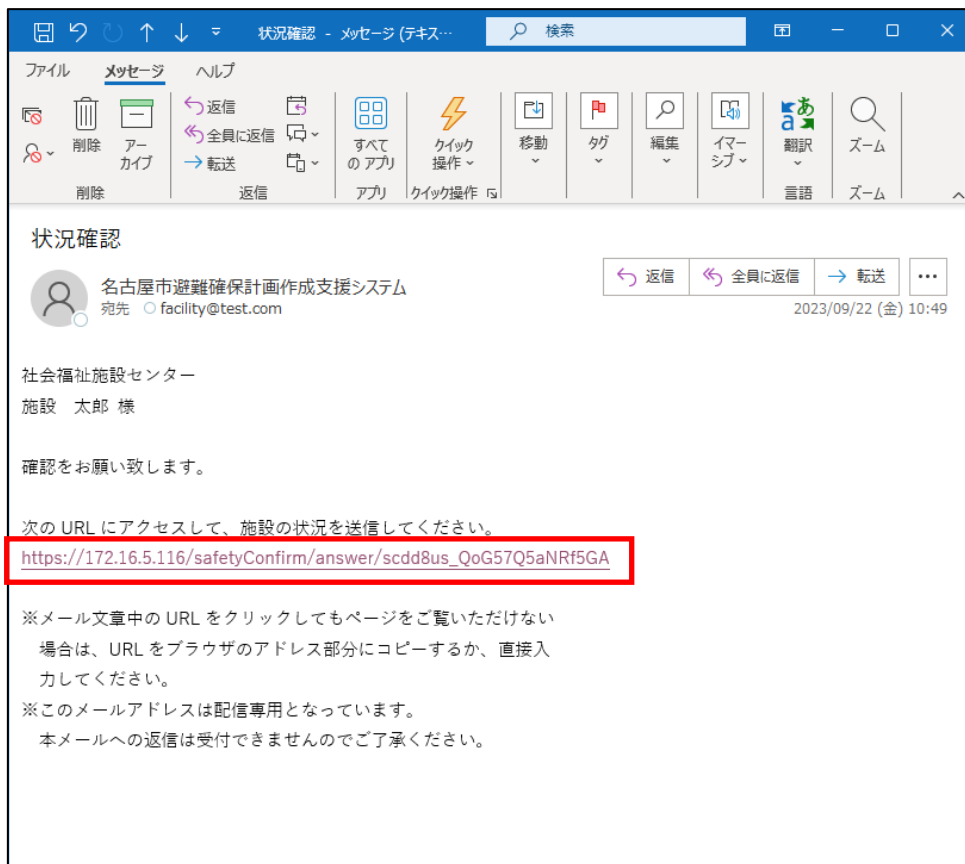 状況確認 - メッセージ (テキス… 検索
ファイル メッセージ ヘルプ
削除
アーカイブ
削除
返信
全員に返信
転送
返信
すべての アプリ
アプリ
クイック操作
クイック操作
移動
タグ
編集
イマーシブ
翻訳
言語
ズーム
ズーム
状況確認
名古屋市避難確保計画作成支援システム
宛先 facility@test.com
返信 全員に返信 転送 …
2023/09/22 (金) 10:49
社会福祉施設センター
施設 太郎 様
確認をお願い致します。
次の URL にアクセスして、施設の状況を送信してください。
https://172.16.5.116/safetyConfirm/answer/scdd8us_QoG57Q5aNRf5GA
※メール文章中の URL をクリックしてもページをご覧いただけない
場合は、URL をブラウザのアドレス部分にコピーするか、直接入
力してください。
※このメールアドレスは配信専用となっています。
本メールへの返信は受付できませんのでご了承ください。